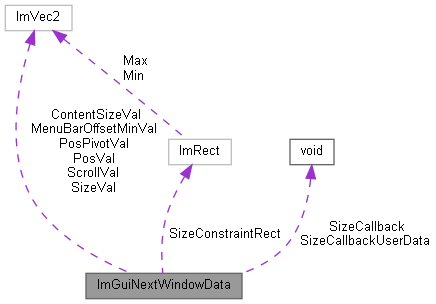 ImVec2
Max
Min
ContentSizeVal
MenuBarOffsetMinVal
PosPivotVal
PosVal
ScrollVal
SizeVal
ImRect
void
SizeConstraintRect
SizeCallback
SizeCallbackUserData
ImGuiNextWindowData